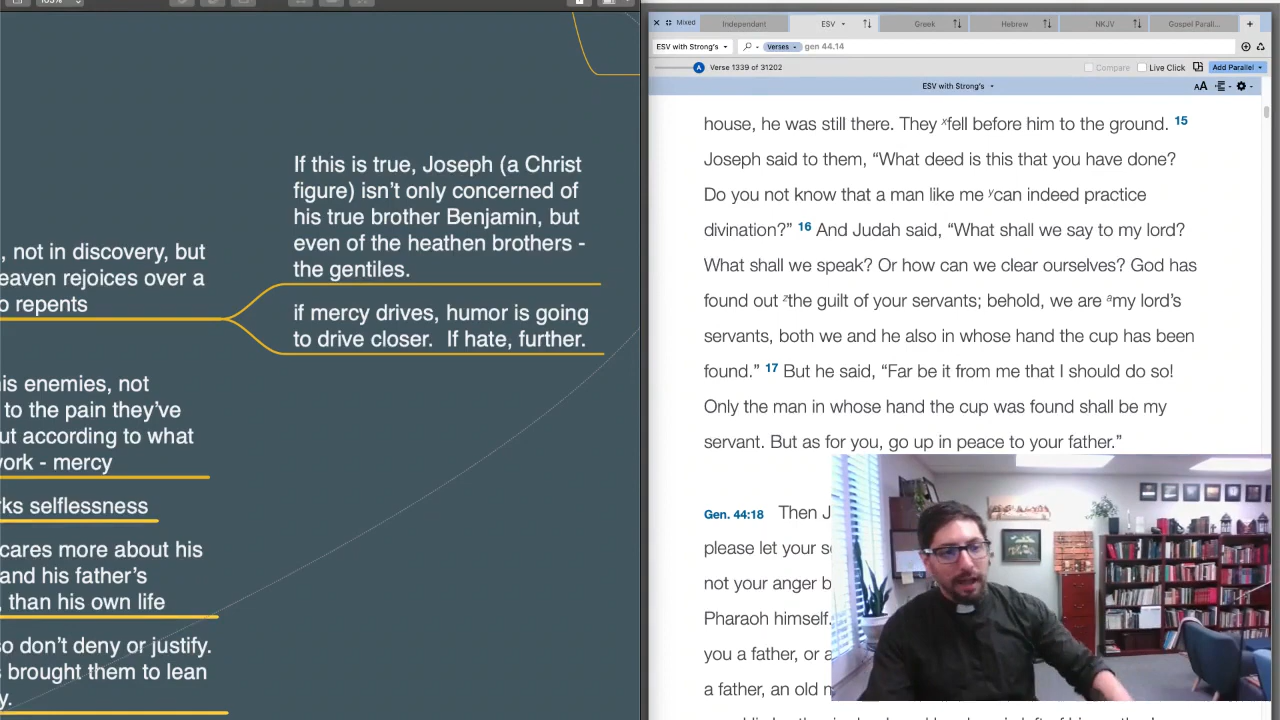 If this is true, Joseph (a Christ
figure) isn't only concerned of
his true brother Benjamin, but
even of the heathen brothers -
the gentiles.
if mercy drives, humor is going
to drive closer. If hate, further.
, not in discovery, but
eaven rejoices over a
o repents
is enemies, not
to the pain they've
ut according to what
work - mercy
ks selflessness
cares more about his
and his father's
, than his own life
so don't deny or justify.
s brought them to lean
y.
Mixed
Independant
ESV
Greek
Hebrew
NKJV
Gospel Parall...
ESV with Strong's
Verses
gen 44.14
Verse 1339 of 31202
Compare
Live Click
Add Parallel
ESV with Strong's
AA
house, he was still there. They xfell before him to the ground. 15
Joseph said to them, “What deed is this that you have done?
Do you not know that a man like me ycan indeed practice
divination?” 16 And Judah said, “What shall we say to my lord?
What shall we speak? Or how can we clear ourselves? God has
found out zthe guilt of your servants; behold, we are amy lord's
servants, both we and he also in whose hand the cup has been
found.” 17 But he said, “Far be it from me that I should do so!
Only the man in whose hand the cup was found shall be my
servant. But as for you, go up in peace to your father.”
Gen. 44:18 Then J
please let your s
not your anger b
Pharaoh himself.
you a father, or a
a father, an old m